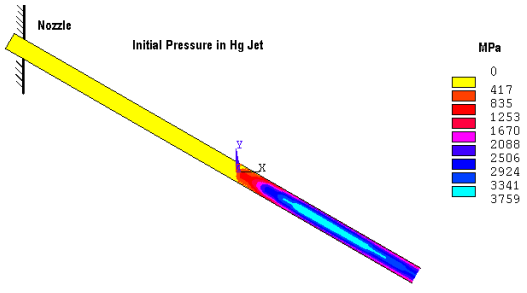 Nozzle
Initial Pressure in Hg Jet
MPa
0
417
835
1253
1670
2088
2506
2924
3341
3759
Y
X